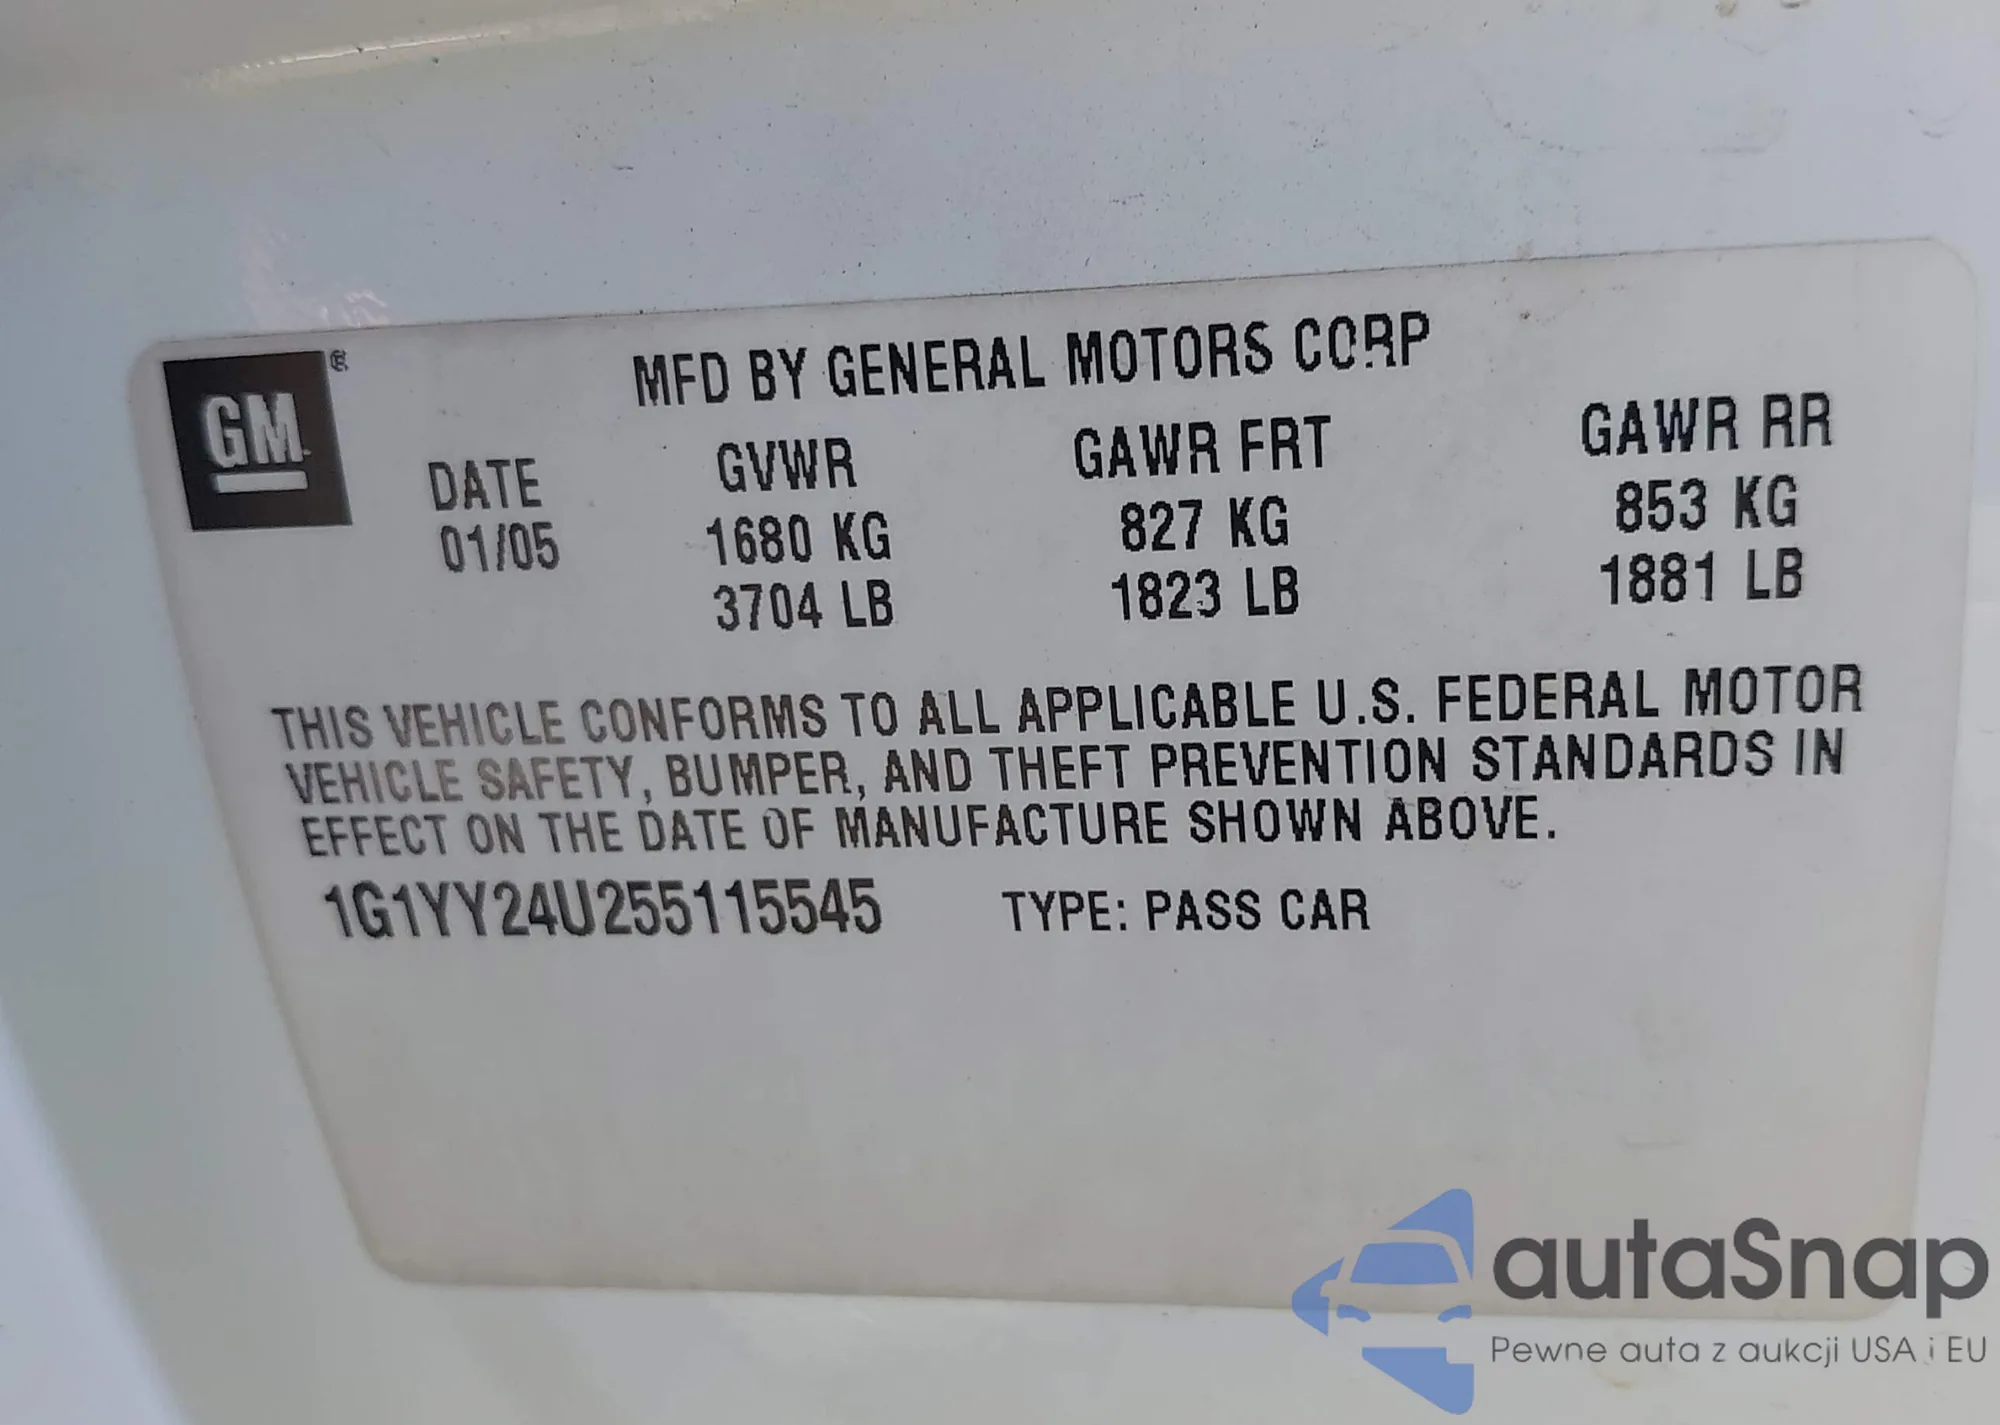 GM ®
MFD BY GENERAL MOTORS CORP
DATE GVWR GAWR FRT GAWR RR
01/05 1680 KG 827 KG 853 KG
3704 LB 1823 LB 1881 LB
THIS VEHICLE CONFORMS TO ALL APPLICABLE U.S. FEDERAL MOTOR
VEHICLE SAFETY, BUMPER, AND THEFT PREVENTION STANDARDS IN
EFFECT ON THE DATE OF MANUFACTURE SHOWN ABOVE.
1G1YY24U255115545 TYPE: PASS CAR
autaSnap
Pewne auta z aukcji USA i EU